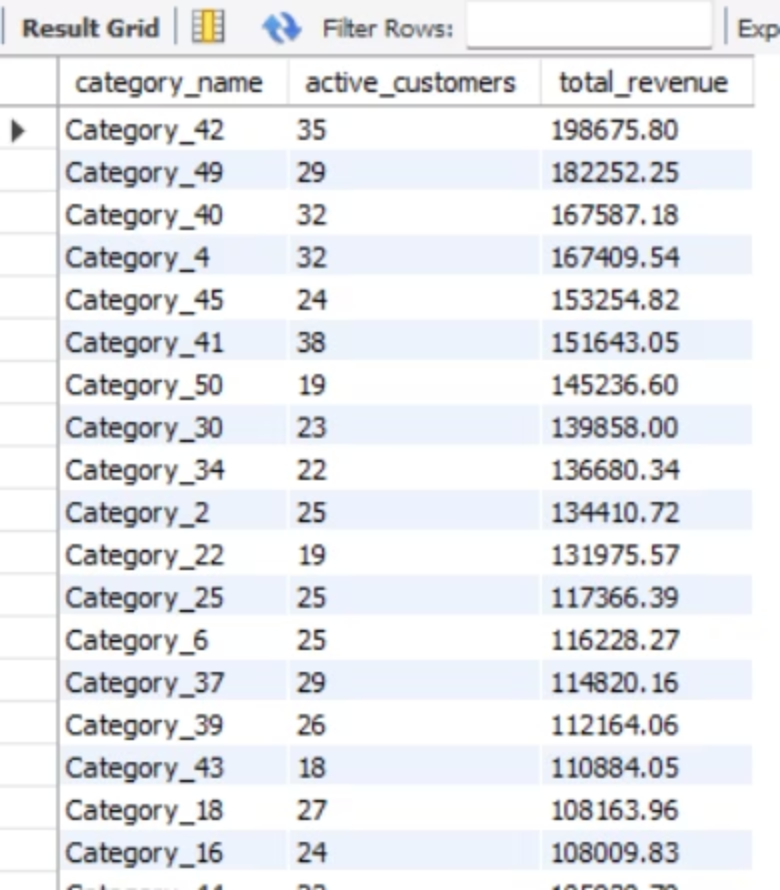 Result Grid Filter Rows:
category_name active_customers total_revenue
Category_42 35 198675.80
Category_49 29 182252.25
Category_40 32 167587.18
Category_4 32 167409.54
Category_45 24 153254.82
Category_41 38 151643.05
Category_50 19 145236.60
Category_30 23 139858.00
Category_34 22 136680.34
Category_2 25 134410.72
Category_22 19 131975.57
Category_25 25 117366.39
Category_6 25 116228.27
Category_37 29 114820.16
Category_39 26 112164.06
Category_43 18 110884.05
Category_18 27 108163.96
Category_16 24 108009.83